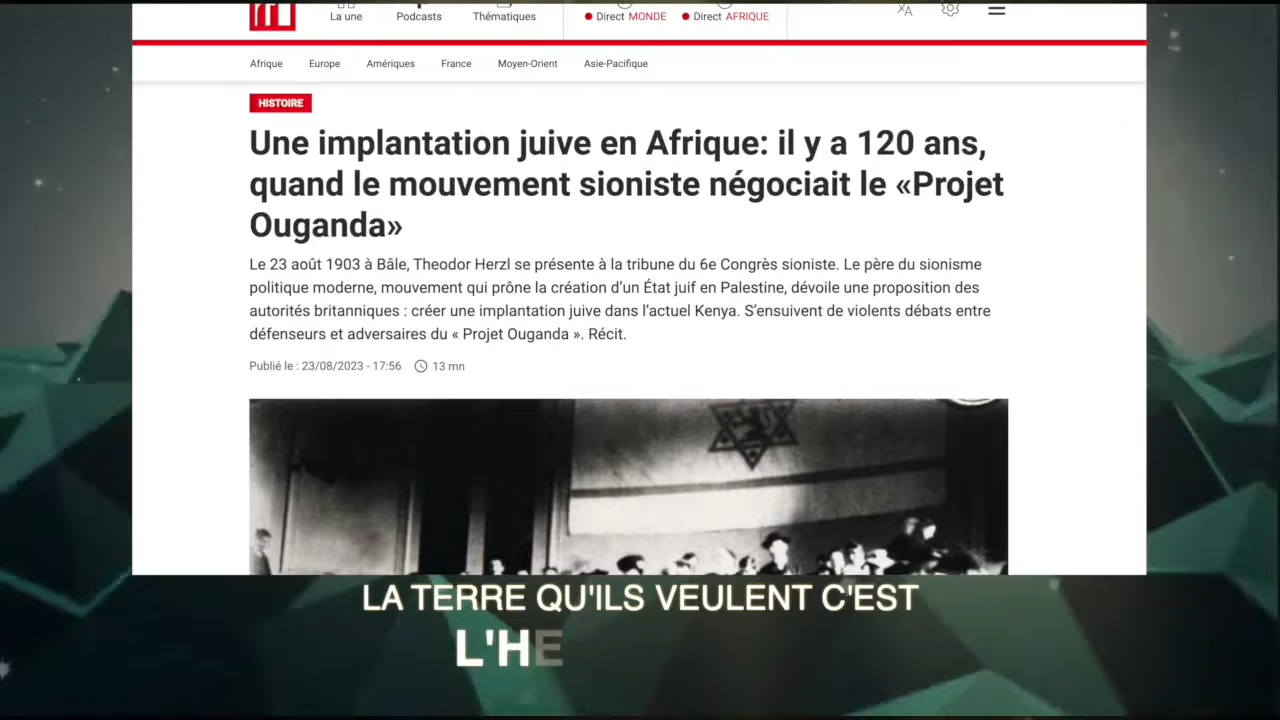 La une
Podcasts
Thématiques
Direct MONDE
Direct AFRIQUE
Afrique
Europe
Amériques
France
Moyen-Orient
Asie-Pacifique
HISTOIRE
Une implantation juive en Afrique: il y a 120 ans,
quand le mouvement sioniste négociait le «Projet
Ouganda»
Le 23 août 1903 à Bâle, Theodor Herzl se présente à la tribune du 6e Congrès sioniste. Le père du sionisme
politique moderne, mouvement qui prône la création d’un État juif en Palestine, dévoile une proposition des
autorités britanniques : créer une implantation juive dans l’actuel Kenya. S’ensuivent de violents débats entre
défenseurs et adversaires du « Projet Ouganda ». Récit.
Publié le : 23/08/2023 - 17:56
13 mn
LA TERRE QU'ILS VEULENT C'EST
L'HE